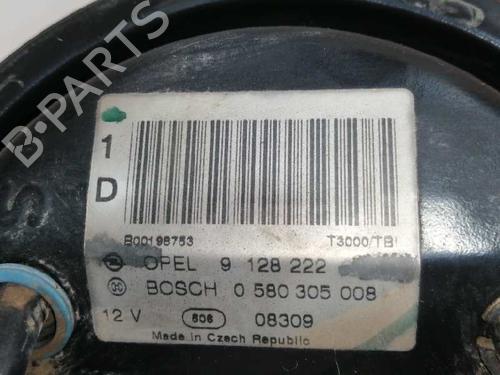 1
D
B00198753 T3000/TB
OPEL 9 128 222
BOSCH 0 580 305 008
12 V 606 08309
Made in Czech Republic
B-PARTS